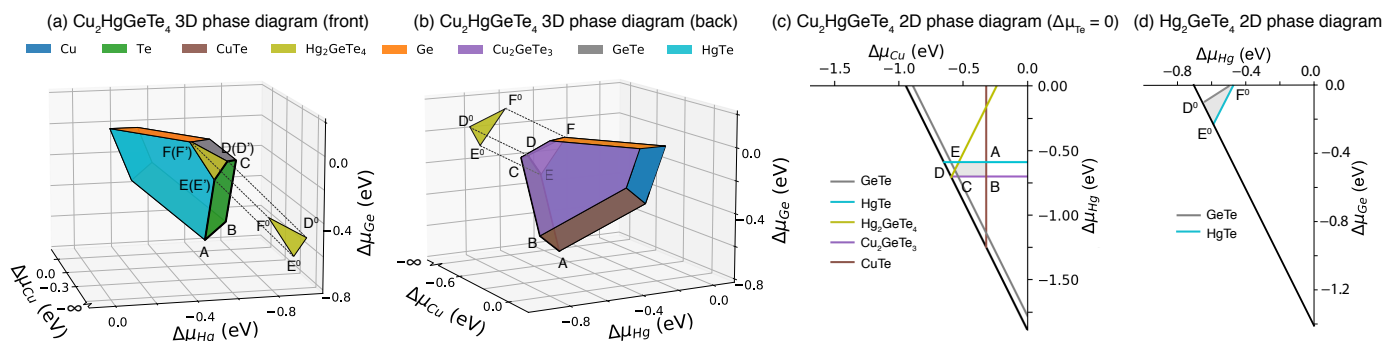 (a) Cu2HgGeTe4 3D phase diagram (front)
(b) Cu2HgGeTe4 3D phase diagram (back)
(c) Cu2HgGeTe4 2D phase diagram (ΔμTe = 0)
(d) Hg2GeTe4 2D phase diagram
Cu Te CuTe Hg2GeTe4 Ge Cu2GeTe3 GeTe HgTe
F(F') D(D')
C
E(E')
B
A
F⁰ D⁰
E⁰
0.0
−0.4
−0.8
ΔμGe (eV)
0.0
−0.3
−∞
ΔμCu (eV)
0.0 −0.4 −0.8
ΔμHg (eV)
F⁰
D⁰
E⁰
D F
C E
B
A
0.0
−0.4
−0.8
ΔμGe (eV)
−∞
−0.6
0.0
ΔμCu (eV)
−0.8 −0.4 0.0
ΔμHg (eV)
ΔμCu (eV)
−1.5 −1.0 −0.5 0.0
0.00
−0.50
−1.00
−1.50
ΔμHg (eV)
E A
D C B
GeTe
HgTe
Hg2GeTe4
Cu2GeTe3
CuTe
ΔμHg (eV)
−0.8 −0.4 0.0
0.0
−0.4
−0.8
−1.2
ΔμGe (eV)
D⁰ F⁰
E⁰
GeTe
HgTe